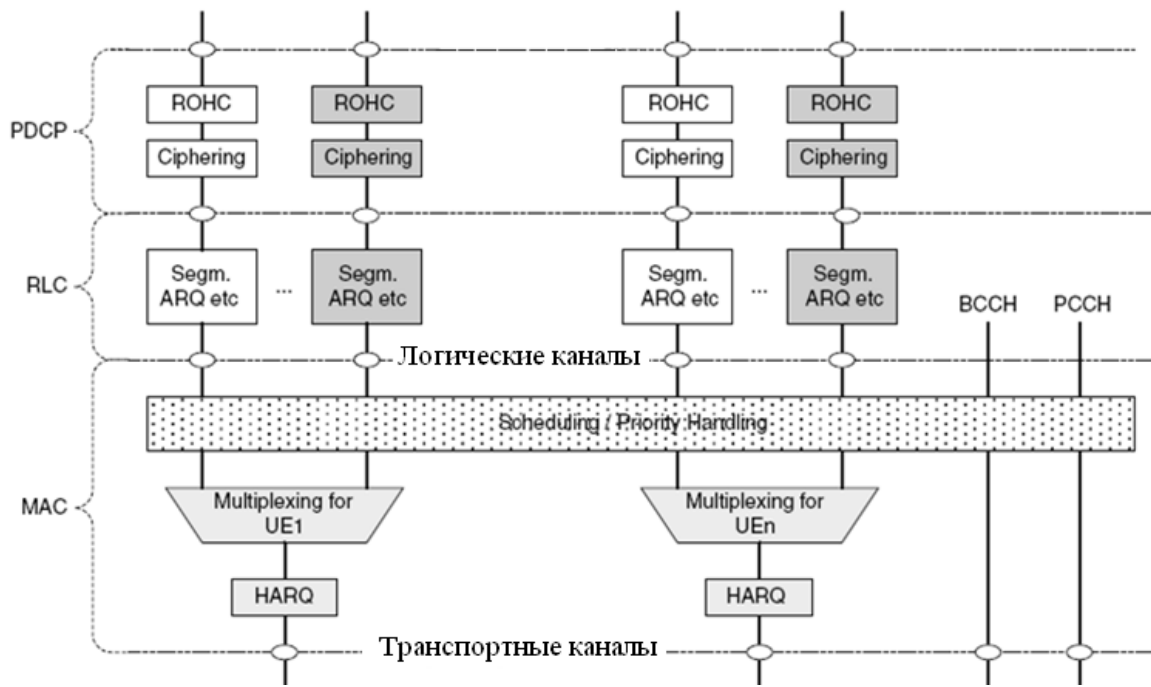 PDCP
ROHC
ROHC
ROHC
ROHC
Ciphering
Ciphering
Ciphering
Ciphering
RLC
Segm.
ARQ etc
...
Segm.
ARQ etc
Segm.
ARQ etc
...
Segm.
ARQ etc
BCCH
PCCH
Логические каналы
MAC
Scheduling / Priority Handling
Multiplexing for
UE1
Multiplexing for
UEn
HARQ
HARQ
Транспортные каналы